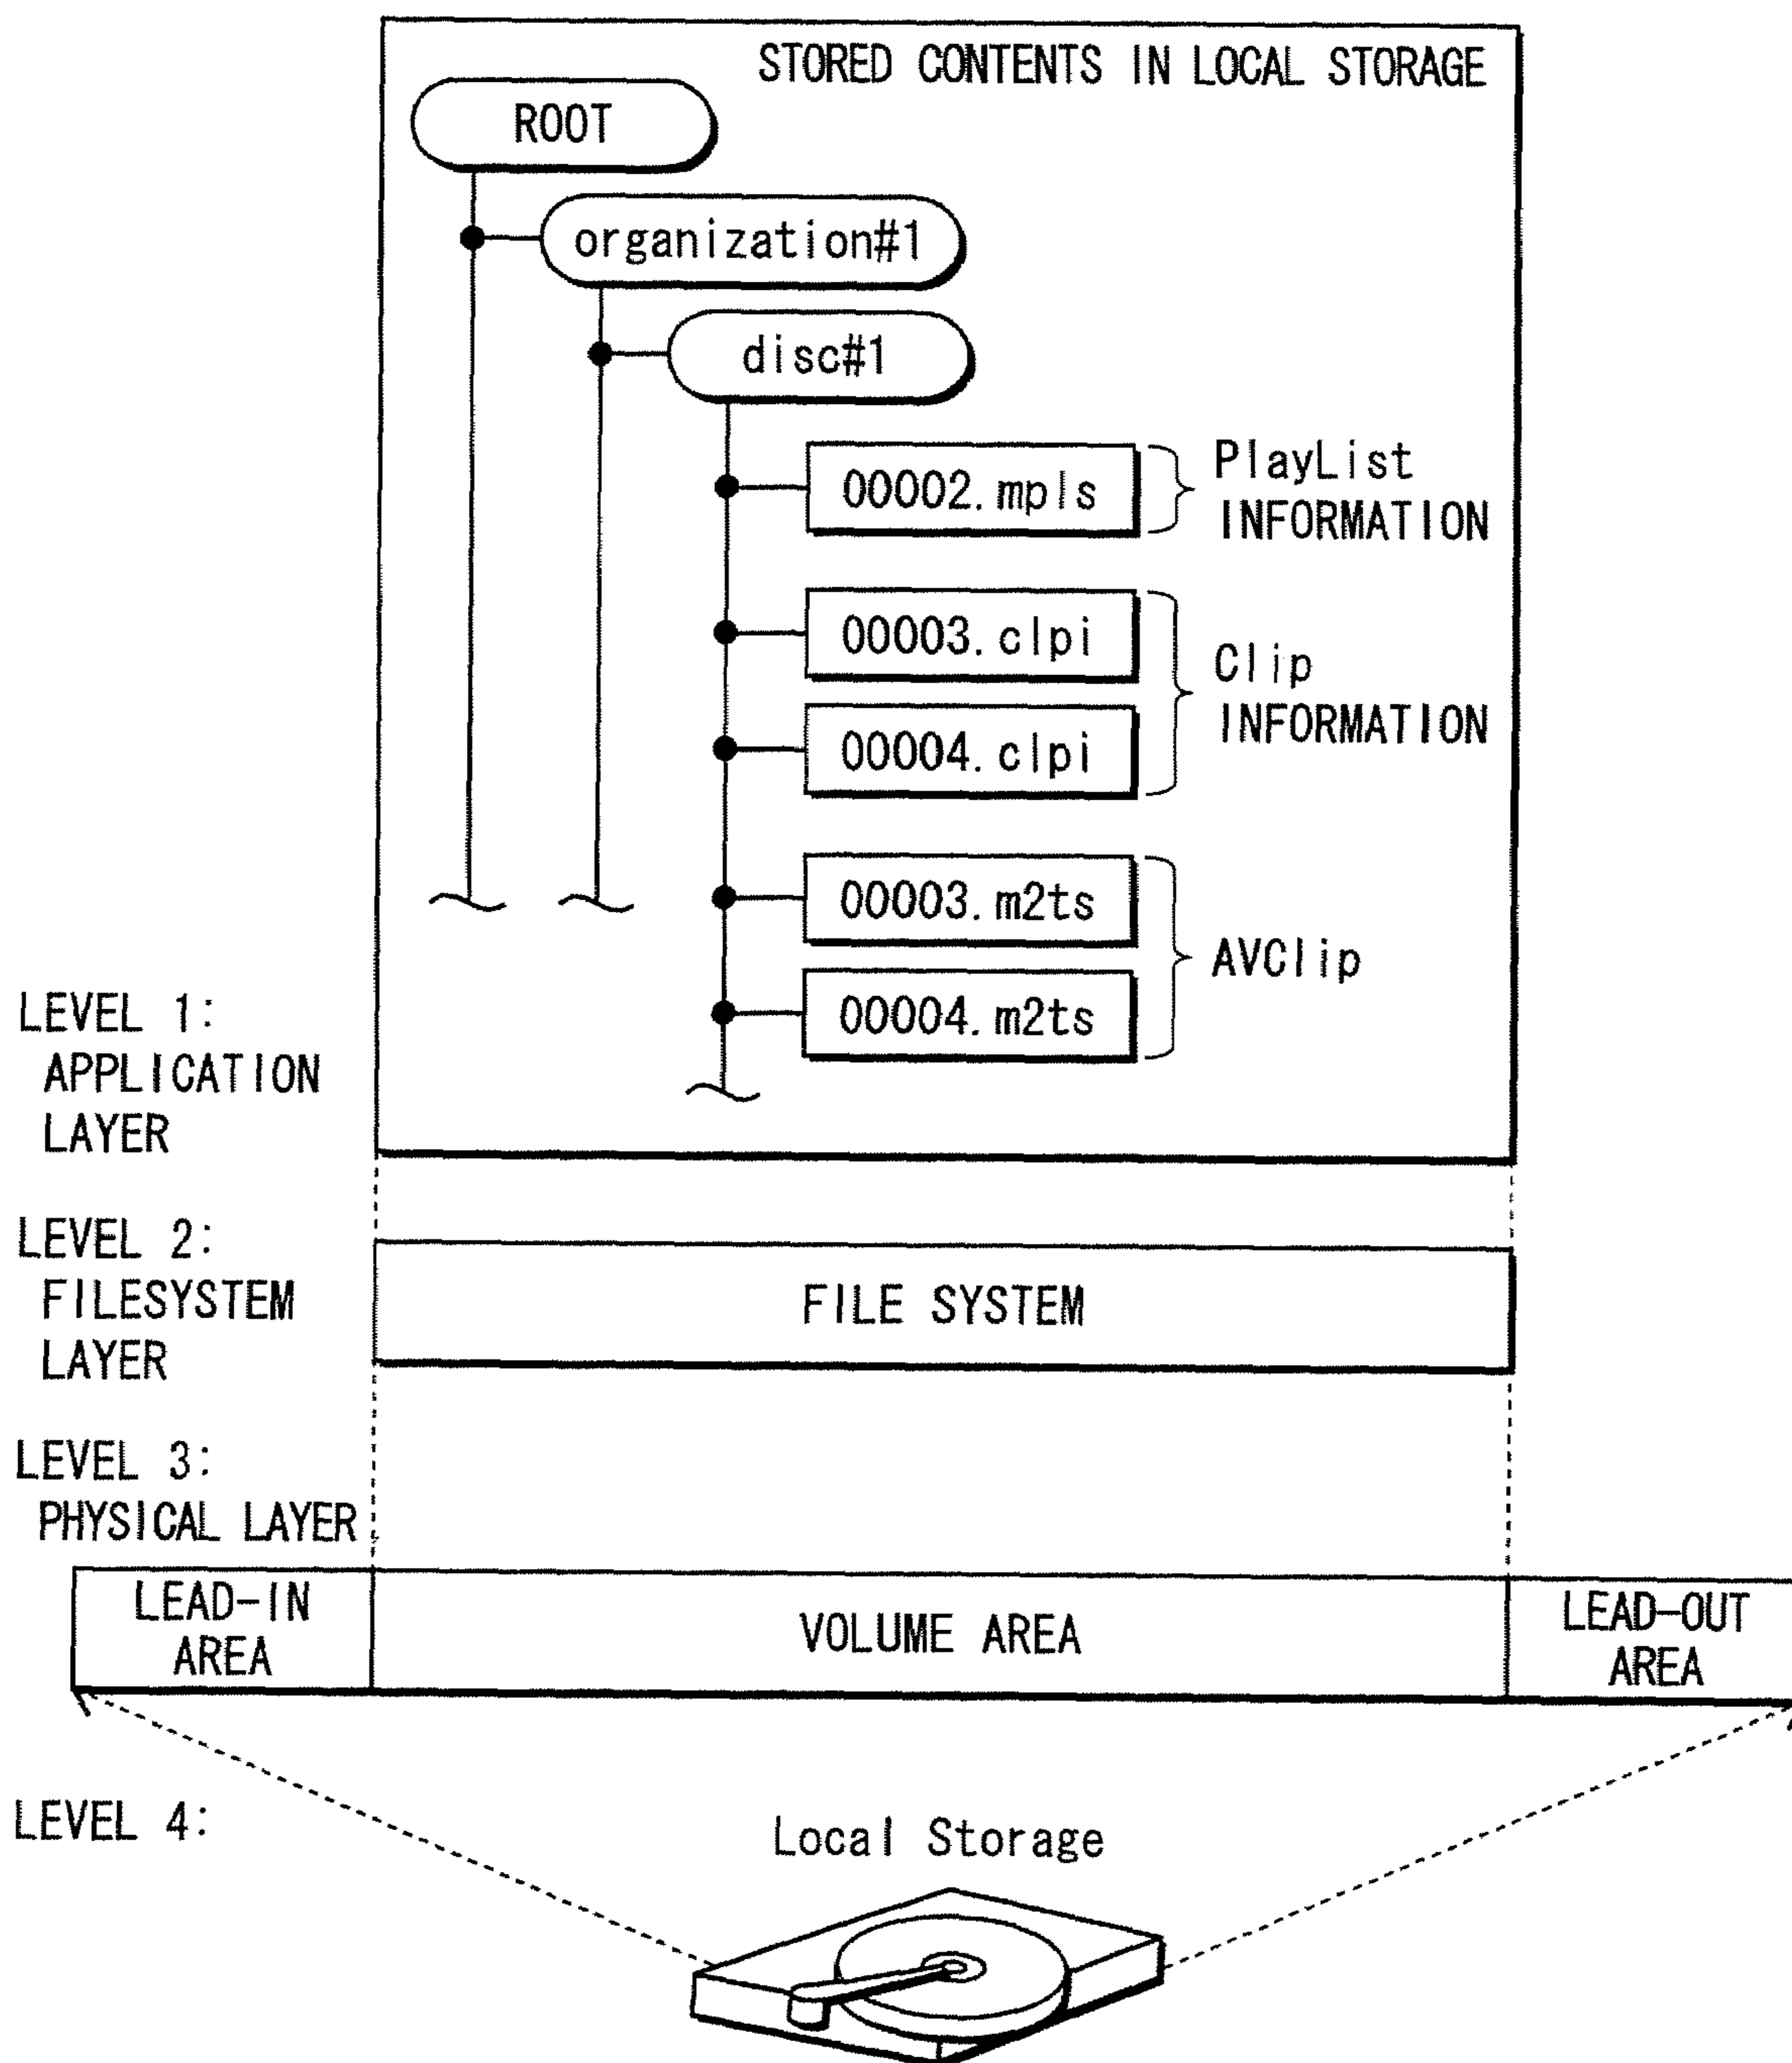 STORED CONTENTS IN LOCAL STORAGE
ROOT
organization#1
disc#1
00002.mpls
PlayList
INFORMATION
00003.clpi
00004.clpi
Clip
INFORMATION
00003.m2ts
00004.m2ts
AVClip
LEVEL 1:
APPLICATION
LAYER
LEVEL 2:
FILESYSTEM
LAYER
FILE SYSTEM
LEVEL 3:
PHYSICAL LAYER
LEAD-IN
AREA
VOLUME AREA
LEAD-OUT
AREA
LEVEL 4:
Local Storage